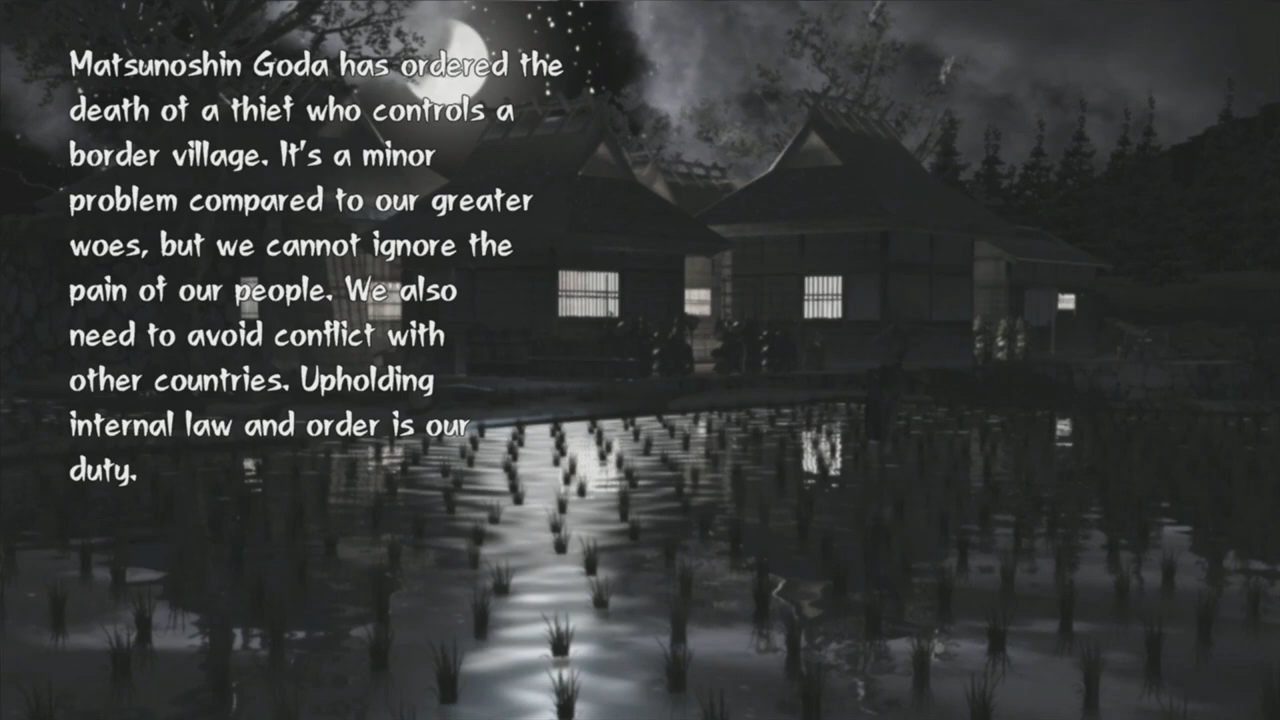 Matsunoshin Goda has ordered the
death of a thief who controls a
border village. It's a minor
problem compared to our greater
woes, but we cannot ignore the
pain of our people. We also
need to avoid conflict with
other countries. Upholding
internal law and order is our
duty.